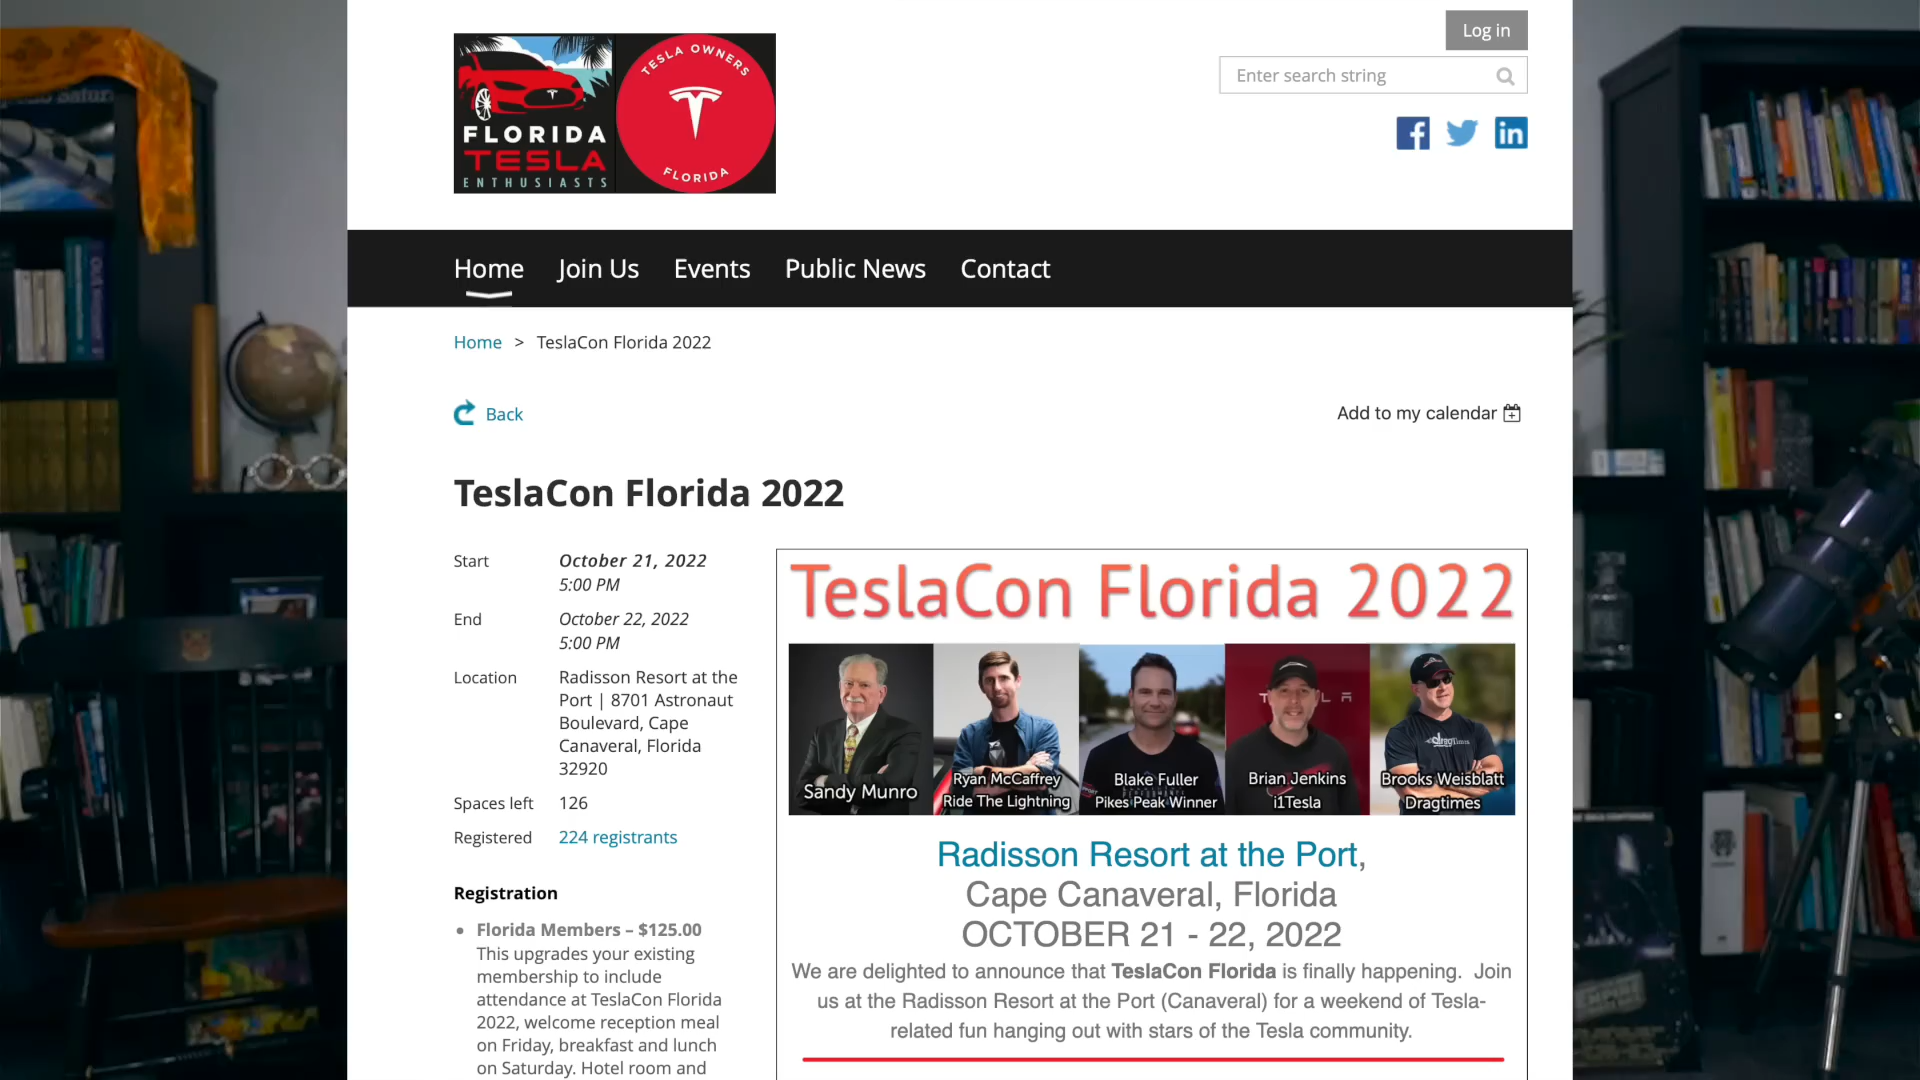 Log in
Enter search string
FLORIDA
TESLA
ENTHUSIASTS
TESLA OWNERS
FLORIDA
Home
Join Us
Events
Public News
Contact
Home > TeslaCon Florida 2022
Back
Add to my calendar
TeslaCon Florida 2022
Start
October 21, 2022
5:00 PM
End
October 22, 2022
5:00 PM
Location
Radisson Resort at the
Port | 8701 Astronaut
Boulevard, Cape
Canaveral, Florida
32920
Spaces left
126
Registered
224 registrants
Registration
Florida Members – $125.00
This upgrades your existing
membership to include
attendance at TeslaCon Florida
2022, welcome reception meal
on Friday, breakfast and lunch
on Saturday. Hotel room and
TeslaCon Florida 2022
Sandy Munro
Ryan McCaffrey
Ride The Lightning
Blake Fuller
Pikes Peak Winner
Brian Jenkins
i1Tesla
Brooks Weisblatt
Dragtimes
Radisson Resort at the Port,
Cape Canaveral, Florida
OCTOBER 21 - 22, 2022
We are delighted to announce that TeslaCon Florida is finally happening. Join
us at the Radisson Resort at the Port (Canaveral) for a weekend of Tesla-
related fun hanging out with stars of the Tesla community.